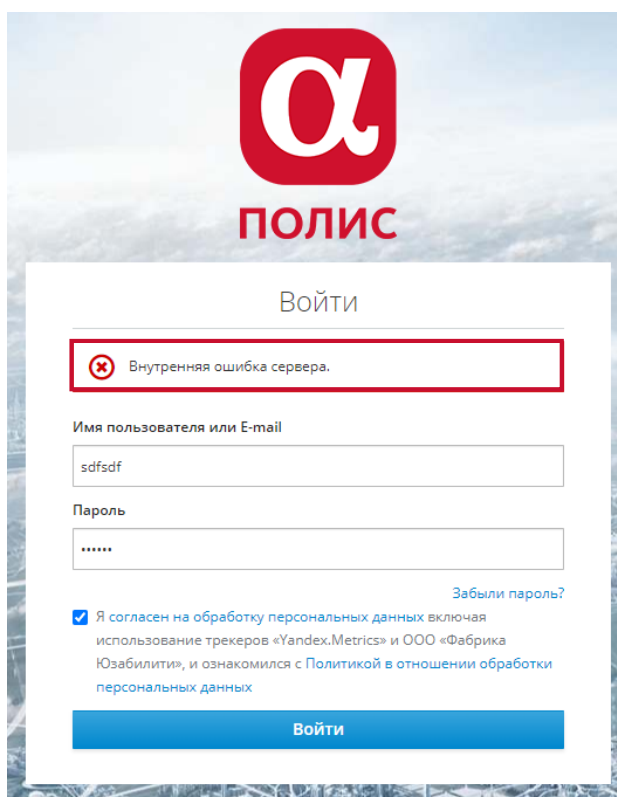 α
ПОЛИС
Войти
Внутренняя ошибка сервера.
Имя пользователя или E-mail
sdfsdf
Пароль
••••••
Забыли пароль?
Я согласен на обработку персональных данных включая
использование трекеров «Yandex.Metrics» и ООО «Фабрика
Юзабилити», и ознакомился с Политикой в отношении обработки
персональных данных
Войти